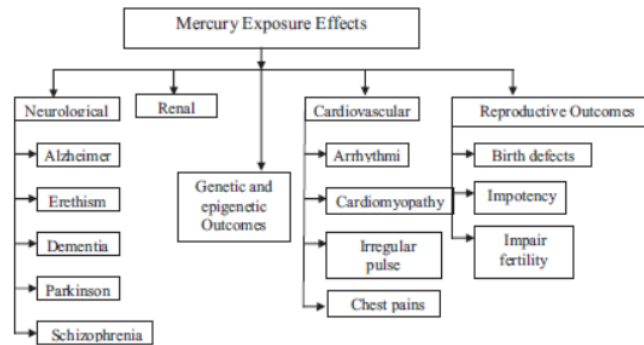 Mercury Exposure Effects
Neurological
Renal
Cardiovascular
Reproductive Outcomes
Alzheimer
Erethism
Dementia
Parkinson
Schizophrenia
Genetic and
epigenetic
Outcomes
Arrhythmi
Cardiomyopathy
Irregular
pulse
Chest pains
Birth defects
Impotency
Impair
fertility